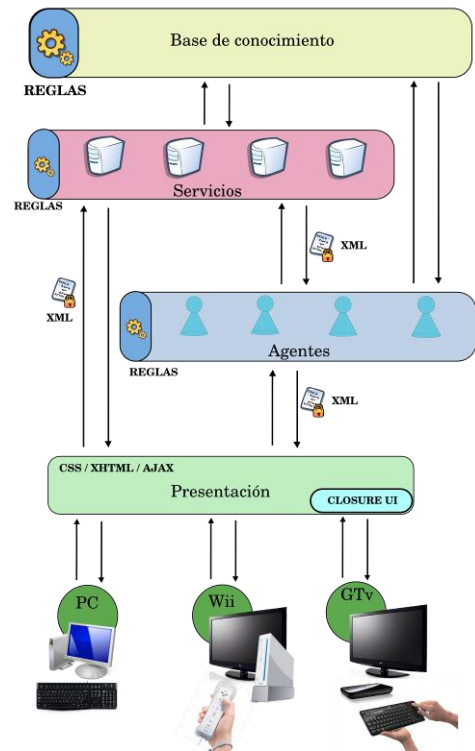 Base de conocimiento
REGLAS
Servicios
REGLAS
XML
XML
Agentes
REGLAS
XML
CSS / XHTML / AJAX
Presentación
CLOSURE UI
PC
Wii
GTv